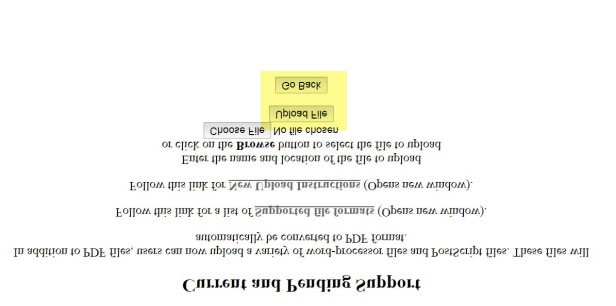 Current and Pending Support
In addition to PDF files, users can now upload a variety of word-processor files and PostScript files. These files will
automatically be converted to PDF format.
Follow this link for a list of Supported file formats (Opens new window).
Follow this link for New Upload Instructions (Opens new window).
Enter the name and location of the file to upload
or click on the Browse button to select the file to upload
Choose File No file chosen
Upload File
Go Back